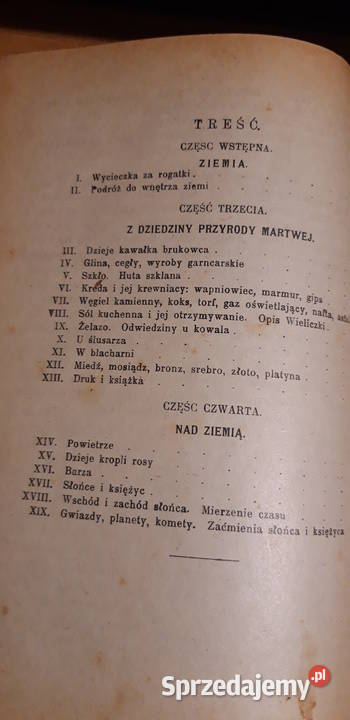 TREŚĆ.
CZĘŚC WSTĘPNA.
ZIEMIA.
I. Wycieczka za rogatki
II. Podróż do wnętrza ziemi
CZĘŚĆ TRZECIA.
Z DZIEDZINY PRZYRODY MARTWEJ.
III. Dzieje kawałka brukowca
IV. Glina, cegły, wyroby garncarskie
V. Szkło. Huta szklana
VI. Kreda i jej krewniacy: wapniowiec, marmur, gips
VII. Węgiel kamienny, koks, torf, gaz oświetlający, nafta,
VIII. Sól kuchenna i jej otrzymywanie. Opis Wieliczki
IX. Żelazo. Odwiedziny u kowala
X. U ślusarza
XI. W blacharni
XII. Miedź, mosiądz, bronz, srebro, złoto, platyna
XIII. Druk i książka
CZĘŚĆ CZWARTA.
NAD ZIEMIĄ.
XIV. Powietrze
XV. Dzieje kropli rosy
XVI. Burza
XVII. Słońce i księżyc
XVIII. Wschód i zachód słońca. Mierzenie czasu
XIX. Gwiazdy, planety, komety. Zaćmienia słońca i księżyca
Sprzedajemy.pl